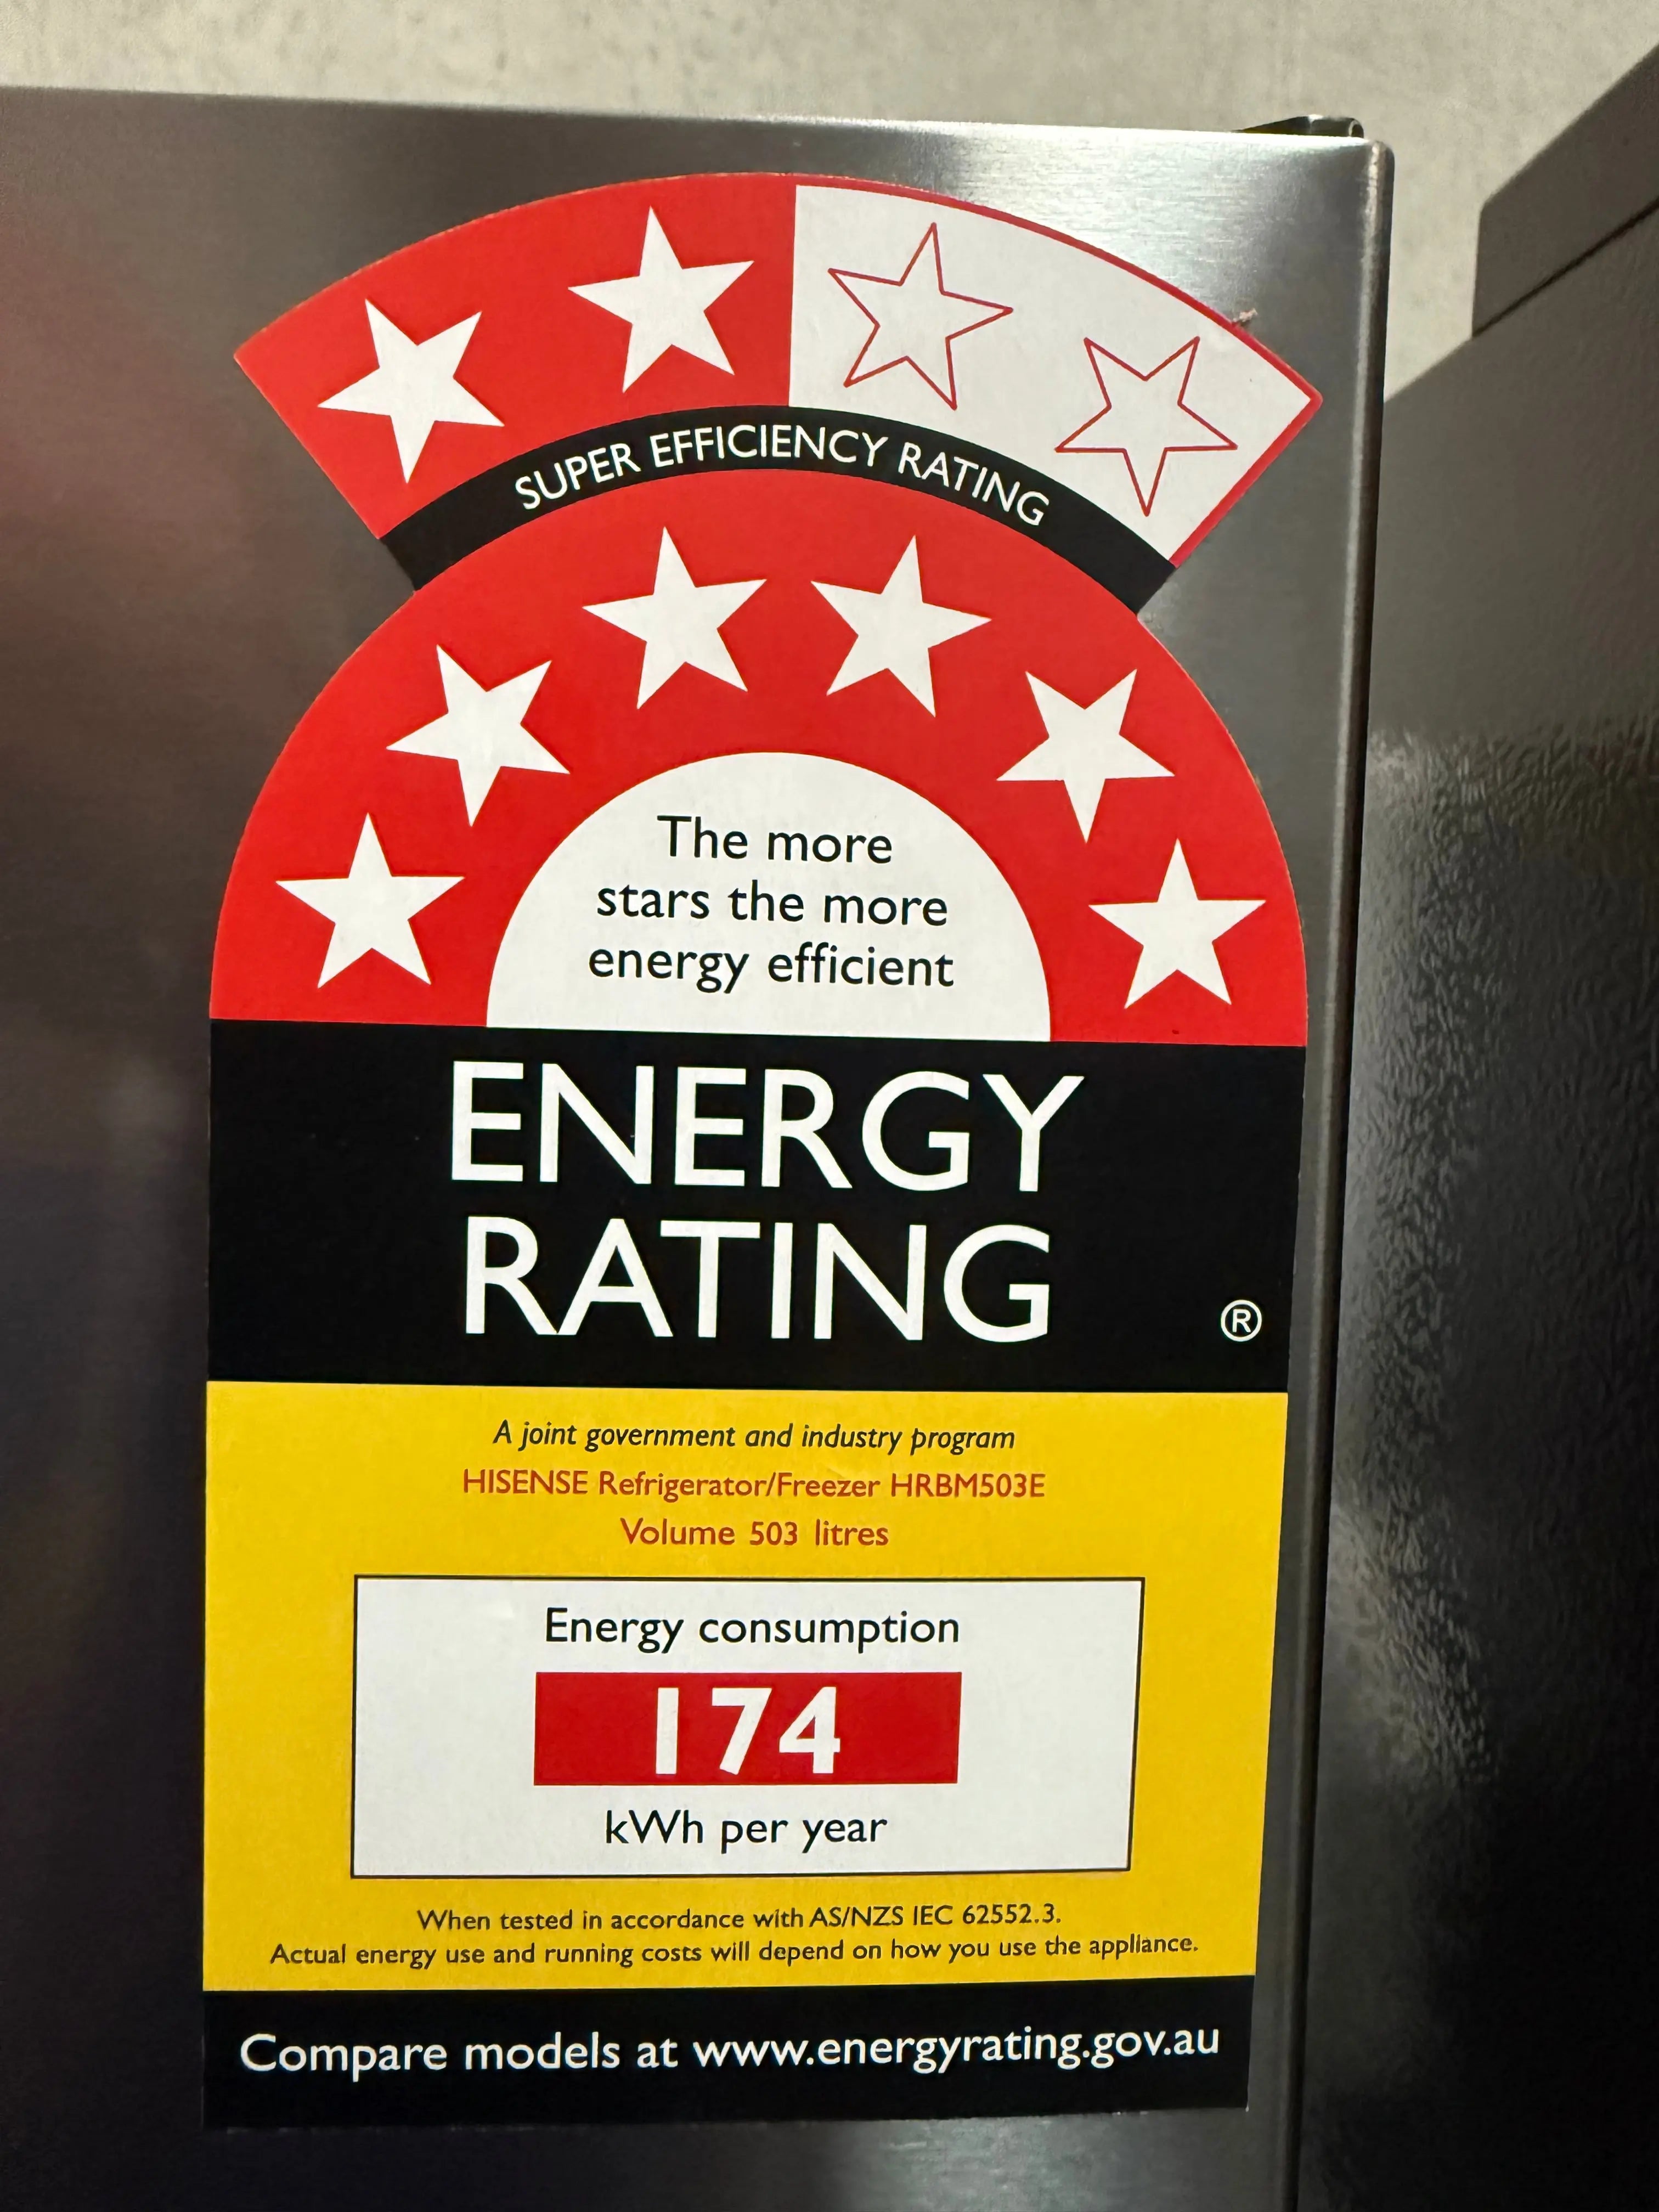 SUPER EFFICIENCY RATING
The more
stars the more
energy efficient
ENERGY
RATING
®
A joint government and industry program
HISENSE Refrigerator/Freezer HRBM503E
Volume 503 litres
Energy consumption
174
kWh per year
When tested in accordance with AS/NZS IEC 62552.3.
Actual energy use and running costs will depend on how you use the appliance.
Compare models at www.energyrating.gov.au